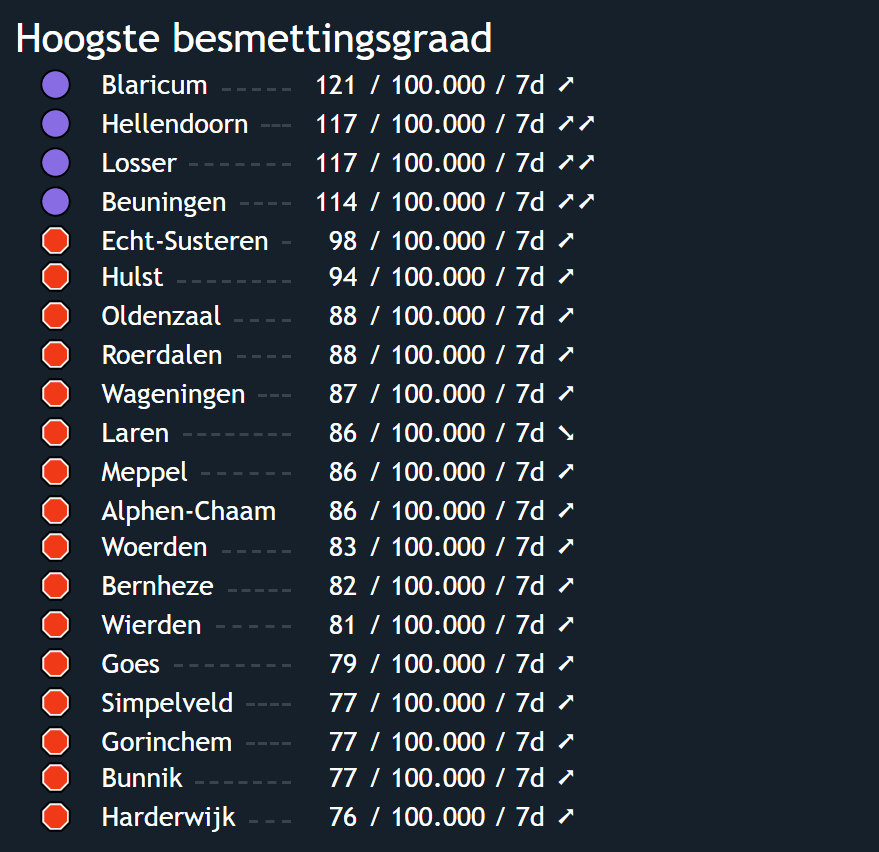 Hoogste besmettingsgraad
Blaricum ----- 121 / 100.000 / 7d ➚
Hellendoorn --- 117 / 100.000 / 7d ➚➚
Losser ------- 117 / 100.000 / 7d ➚➚
Beuningen ---- 114 / 100.000 / 7d ➚➚
Echt-Susteren - 98 / 100.000 / 7d ➚
Hulst -------- 94 / 100.000 / 7d ➚
Oldenzaal ---- 88 / 100.000 / 7d ➚
Roerdalen ---- 88 / 100.000 / 7d ➚
Wageningen --- 87 / 100.000 / 7d ➚
Laren -------- 86 / 100.000 / 7d ➘
Meppel ------ 86 / 100.000 / 7d ➚
Alphen-Chaam 86 / 100.000 / 7d ➚
Woerden ----- 83 / 100.000 / 7d ➚
Bernheze ----- 82 / 100.000 / 7d ➚
Wierden ----- 81 / 100.000 / 7d ➚
Goes -------- 79 / 100.000 / 7d ➚
Simpelveld ---- 77 / 100.000 / 7d ➚
Gorinchem ---- 77 / 100.000 / 7d ➚
Bunnik ------- 77 / 100.000 / 7d ➚
Harderwijk --- 76 / 100.000 / 7d ➚